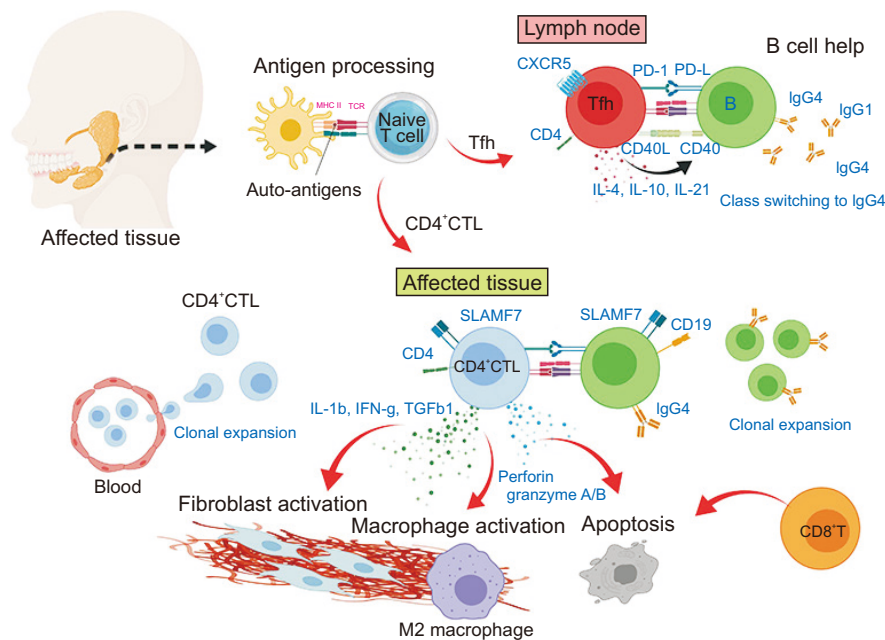 Lymph node
B cell help
Antigen processing
CXCR5
PD-1
PD-L
MHC II
TCR
Naive
T cell
Tfh
B
IgG4
IgG1
IgG4
CD4
CD40L
CD40
Tfh
Auto-antigens
IL-4, IL-10, IL-21
Class switching to IgG4
Affected tissue
CD4⁺CTL
Affected tissue
CD4⁺CTL
SLAMF7
SLAMF7
CD19
CD4
CD4⁺CTL
IL-1b, IFN-g, TGFb1
IgG4
Clonal expansion
Clonal expansion
Blood
Perforin
granzyme A/B
Fibroblast activation
Macrophage activation
Apoptosis
CD8⁺T
M2 macrophage